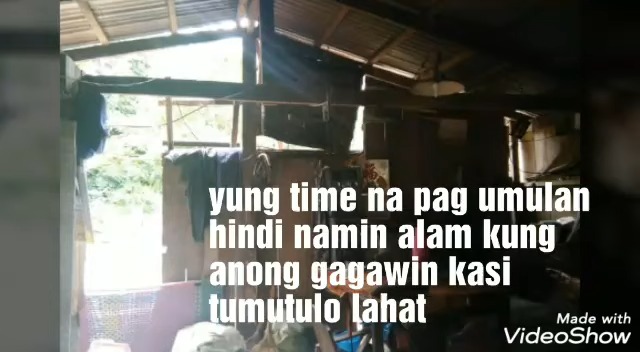 yung time na pag umulan
hindi namin alam kung
anong gagawin kasi
tumutulo lahat
Made with
VideoShow